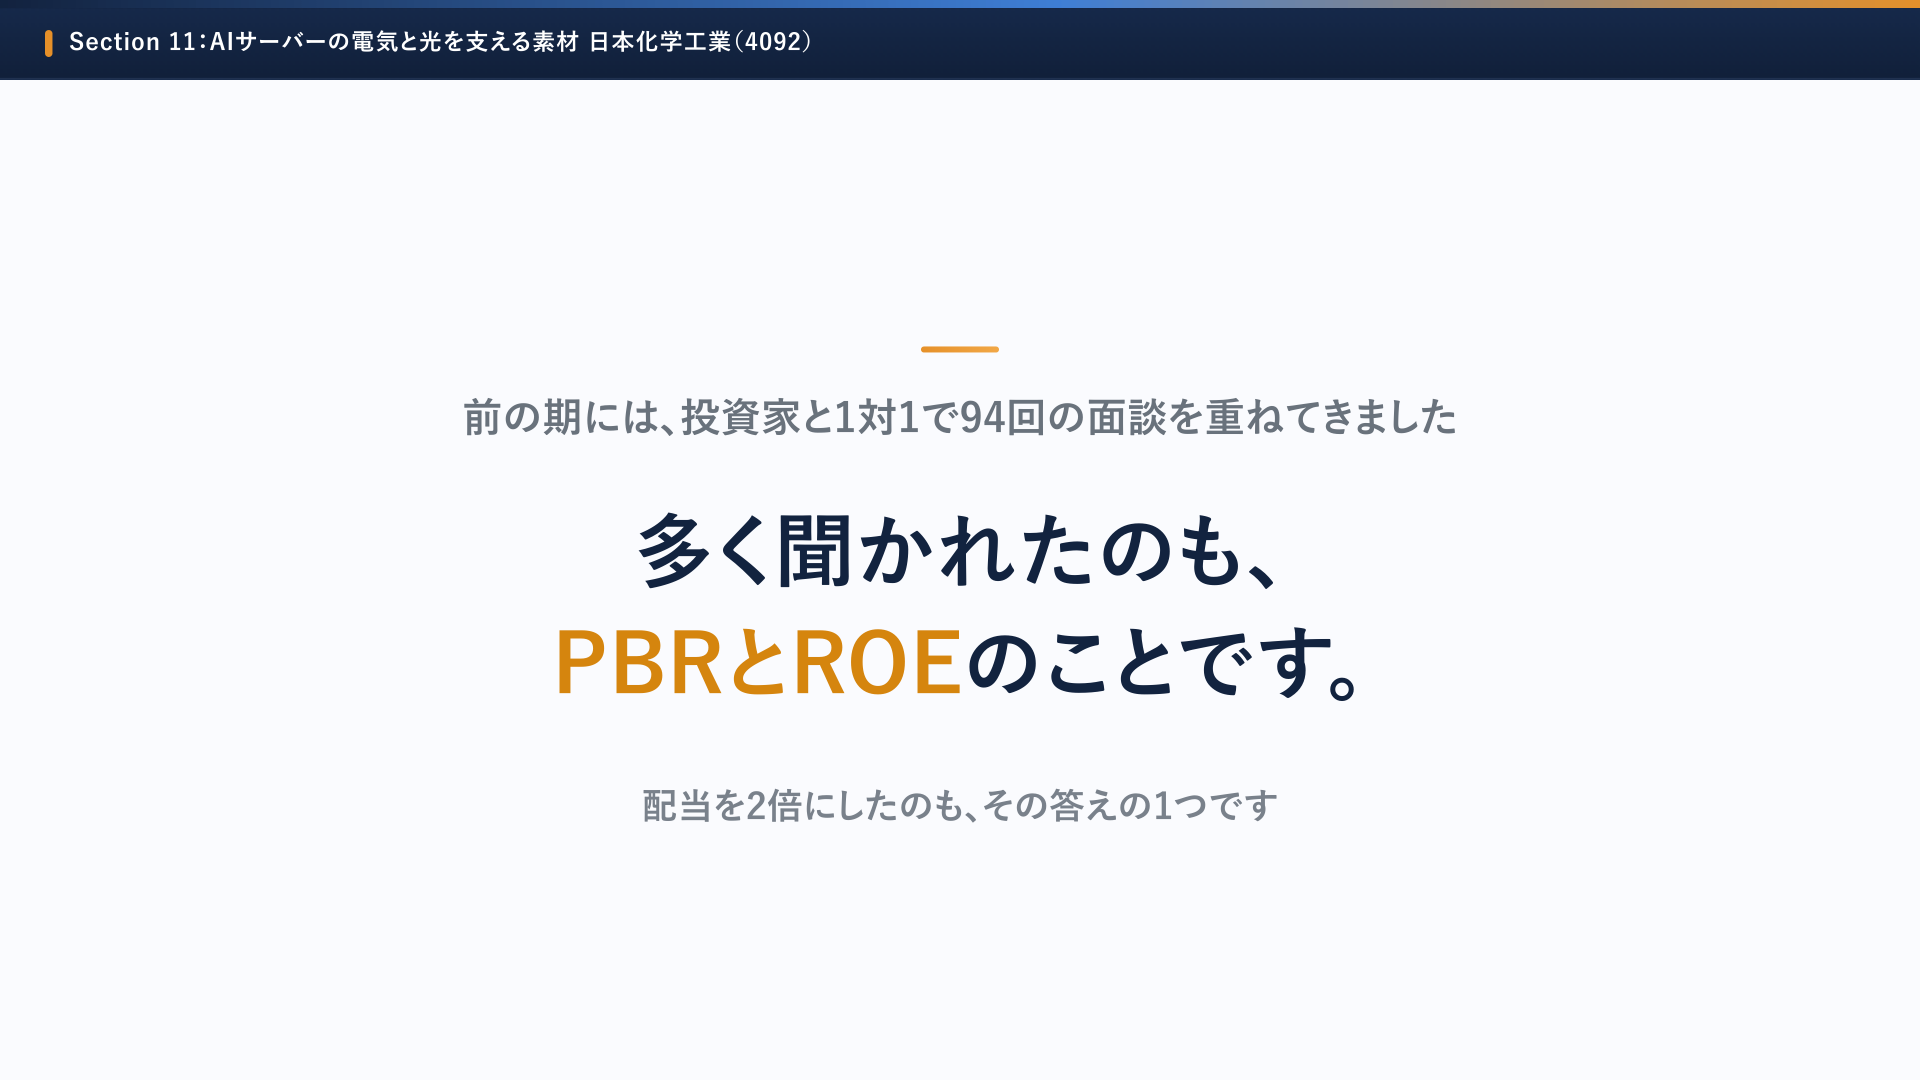 Section 11：AIサーバーの電気と光を支える素材 日本化学工業（4092）
前の期には、投資家と1対1で94回の面談を重ねてきました
多く聞かれたのも、
PBRとROEのことです。
配当を2倍にしたのも、その答えの1つです